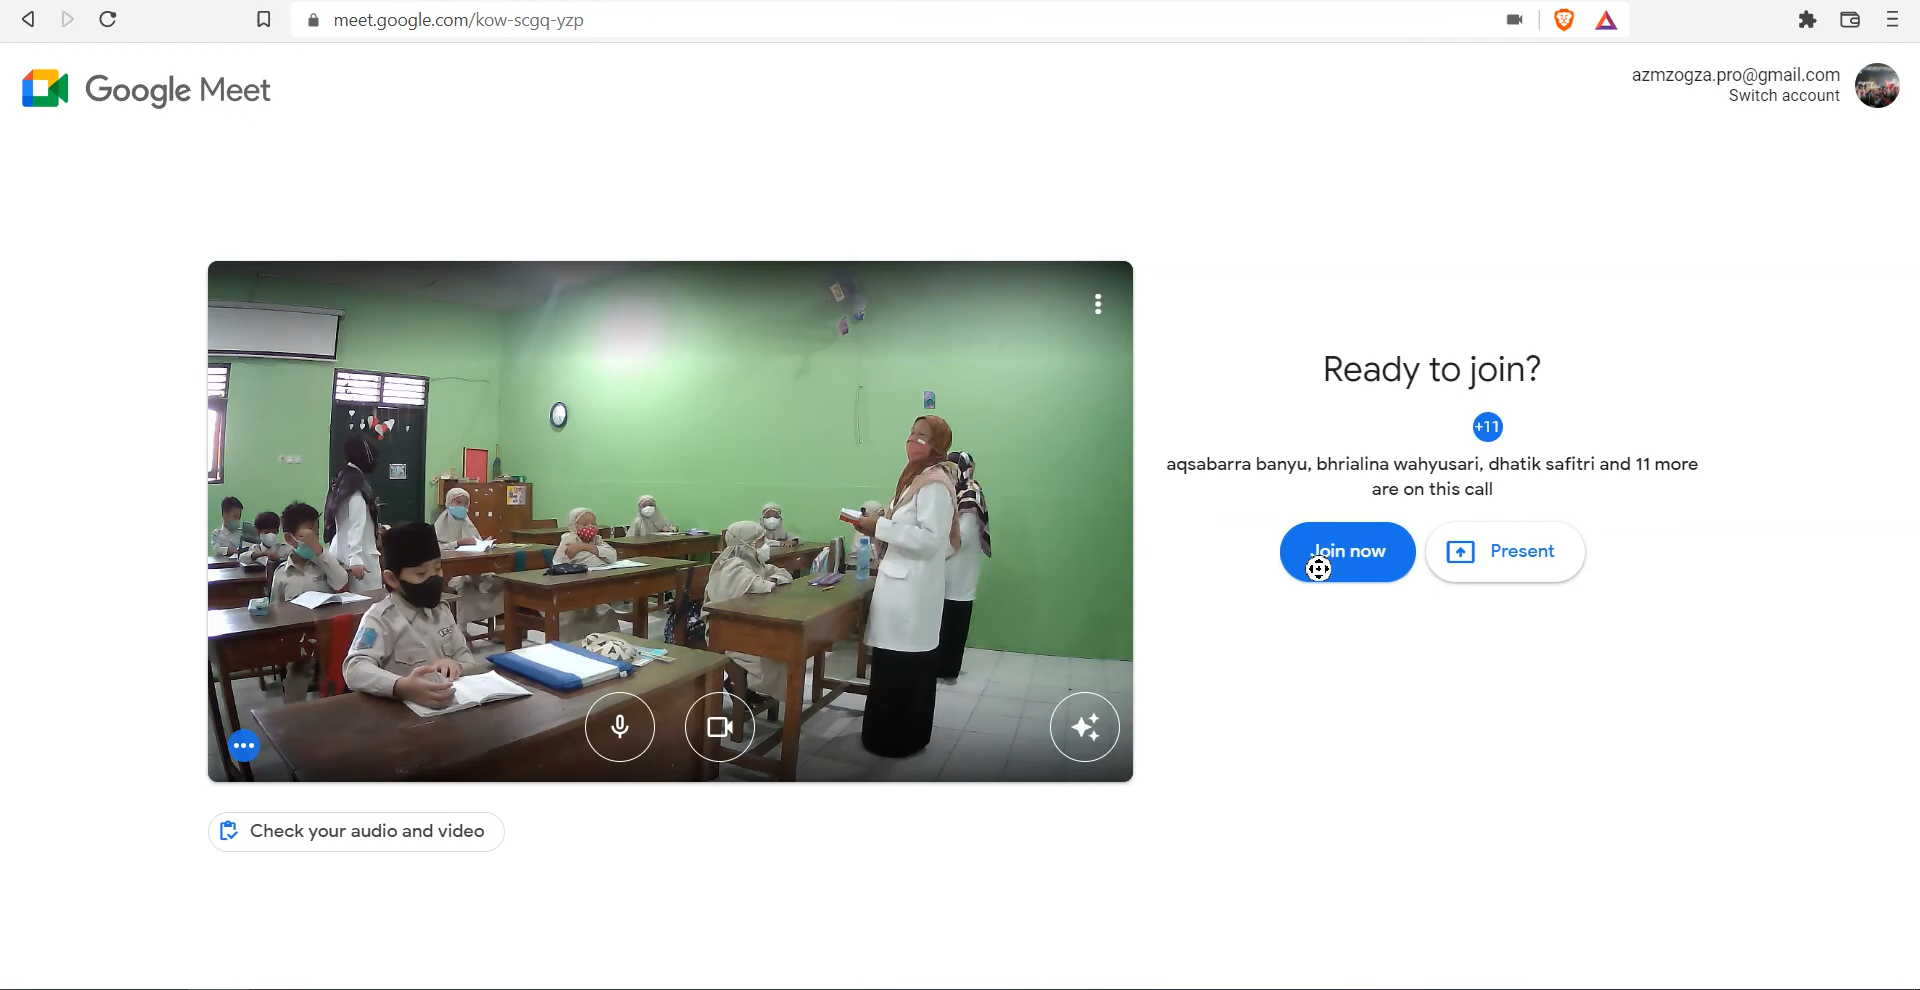 meet.google.com/kow-scgq-yzp
Google Meet
azmzogza.pro@gmail.com
Switch account
Ready to join?
+11
aqsabarra banyu, bhrialina wahyusari, dhatik safitri and 11 more
are on this call
Join now
Present
Check your audio and video